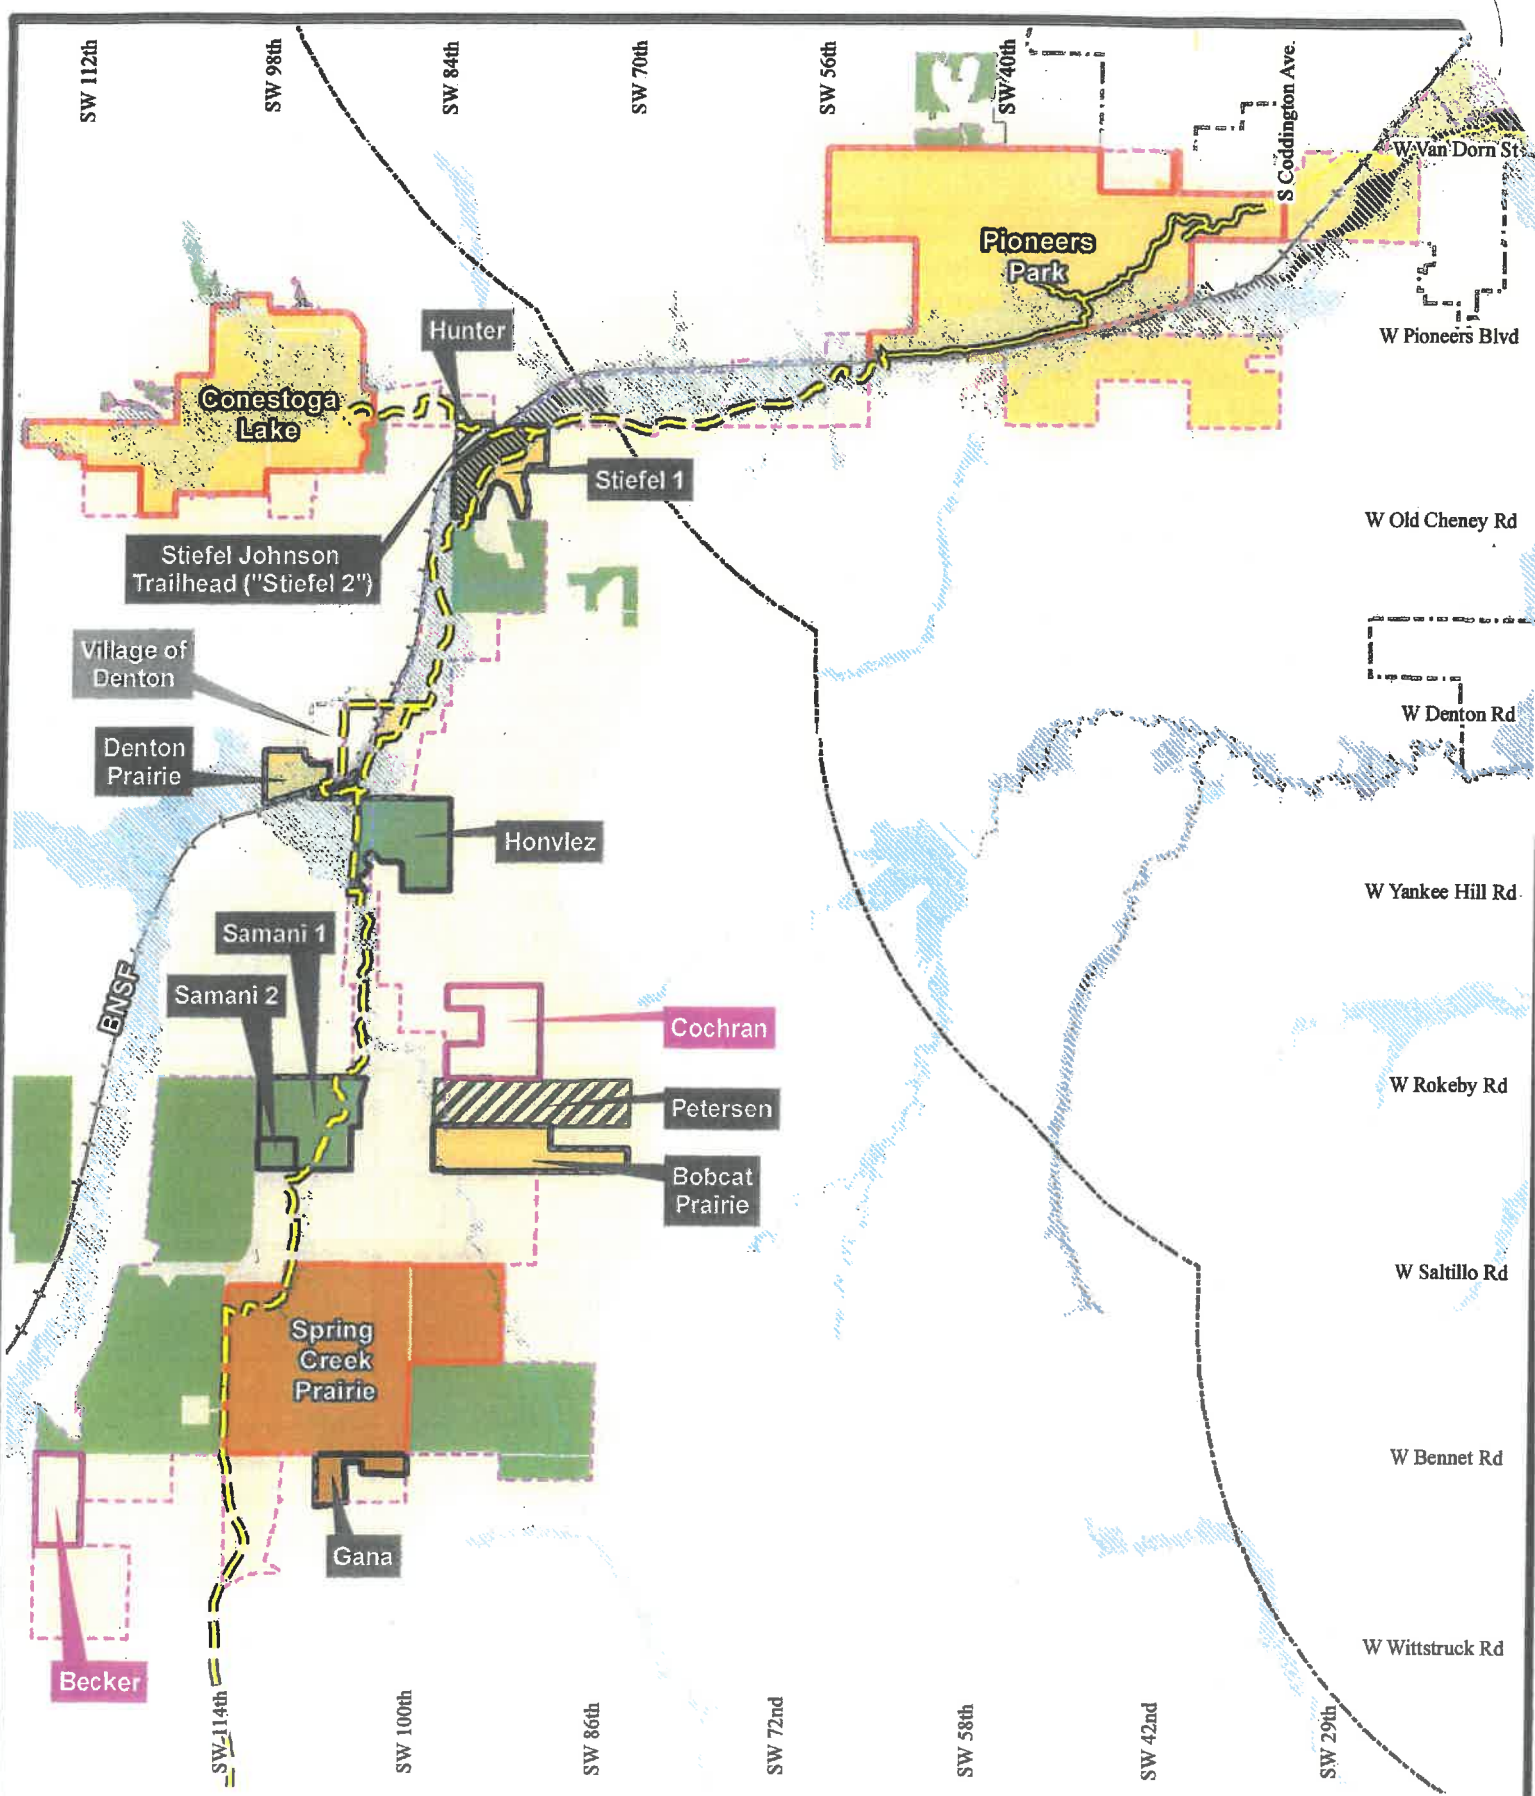 SW 112th
SW 98th
SW 84th
SW 70th
SW 56th
SW 40th
S Coddington Ave.
W Van Dorn St
Pioneers
Park
Hunter
W Pioneers Blvd
Conestoga
Lake
Stiefel 1
W Old Cheney Rd
Stiefel Johnson
Trailhead ("Stiefel 2")
Village of
Denton
W Denton Rd
Denton
Prairie
Honvlez
W Yankee Hill Rd
Samani 1
Samani 2
BNSF
Cochran
W Rokeby Rd
Petersen
Bobcat
Prairie
W Saltillo Rd
Spring
Creek
Prairie
W Bennet Rd
Gana
W Wittstruck Rd
Becker
SW 114th
SW 100th
SW 86th
SW 72nd
SW 58th
SW 42nd
SW 29th